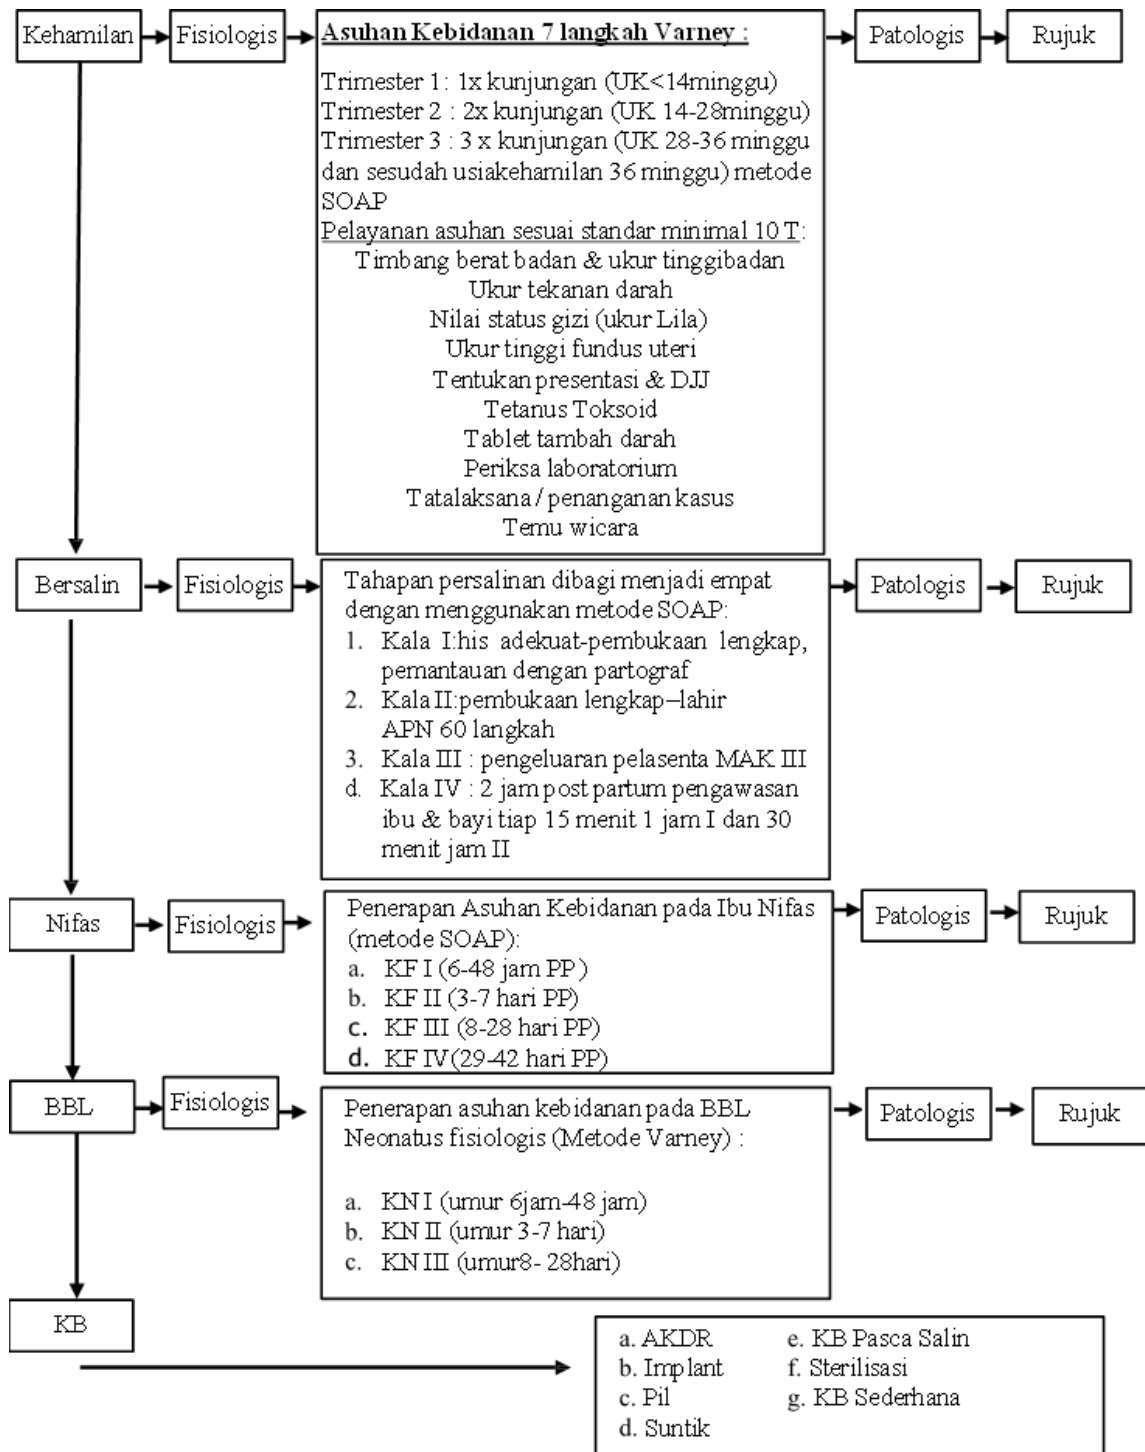 Kehamilan
Fisiologis
Asuhan Kebidanan 7 langkah Varney :
Trimester 1 : 1x kunjungan (UK<14minggu)
Trimester 2 : 2x kunjungan (UK 14-28minggu)
Trimester 3 : 3 x kunjungan (UK 28-36 minggu
dan sesudah usiakehamilan 36 minggu) metode
SOAP
Pelayanan asuhan sesuai standar minimal 10 T:
Timbang berat badan & ukur tinggibadan
Ukur tekanan darah
Nilai status gizi (ukur Lila)
Ukur tinggi fundus uteri
Tentukan presentasi & DJJ
Tetanus Toksoid
Tablet tambah darah
Periksa laboratorium
Tatalaksana / penanganan kasus
Temu wicara
Patologis
Rujuk
Bersalin
Fisiologis
Tahapan persalinan dibagi menjadi empat
dengan menggunakan metode SOAP:
1. Kala I:his adekuat-pembukaan lengkap,
pemantauan dengan partograf
2. Kala II:pembukaan lengkap–lahir
APN 60 langkah
3. Kala III : pengeluaran pelasenta MAK III
d. Kala IV : 2 jam post partum pengawasan
ibu & bayi tiap 15 menit 1 jam I dan 30
menit jam II
Patologis
Rujuk
Nifas
Fisiologis
Penerapan Asuhan Kebidanan pada Ibu Nifas
(metode SOAP):
a. KF I (6-48 jam PP )
b. KF II (3-7 hari PP)
c. KF III (8-28 hari PP)
d. KF IV(29-42 hari PP)
Patologis
Rujuk
BBL
Fisiologis
Penerapan asuhan kebidanan pada BBL
Neonatus fisiologis (Metode Varney) :
a. KN I (umur 6jam-48 jam)
b. KN II (umur 3-7 hari)
c. KN III (umur8- 28hari)
Patologis
Rujuk
KB
a. AKDR
b. Implant
c. Pil
d. Suntik
e. KB Pasca Salin
f. Sterilisasi
g. KB Sederhana